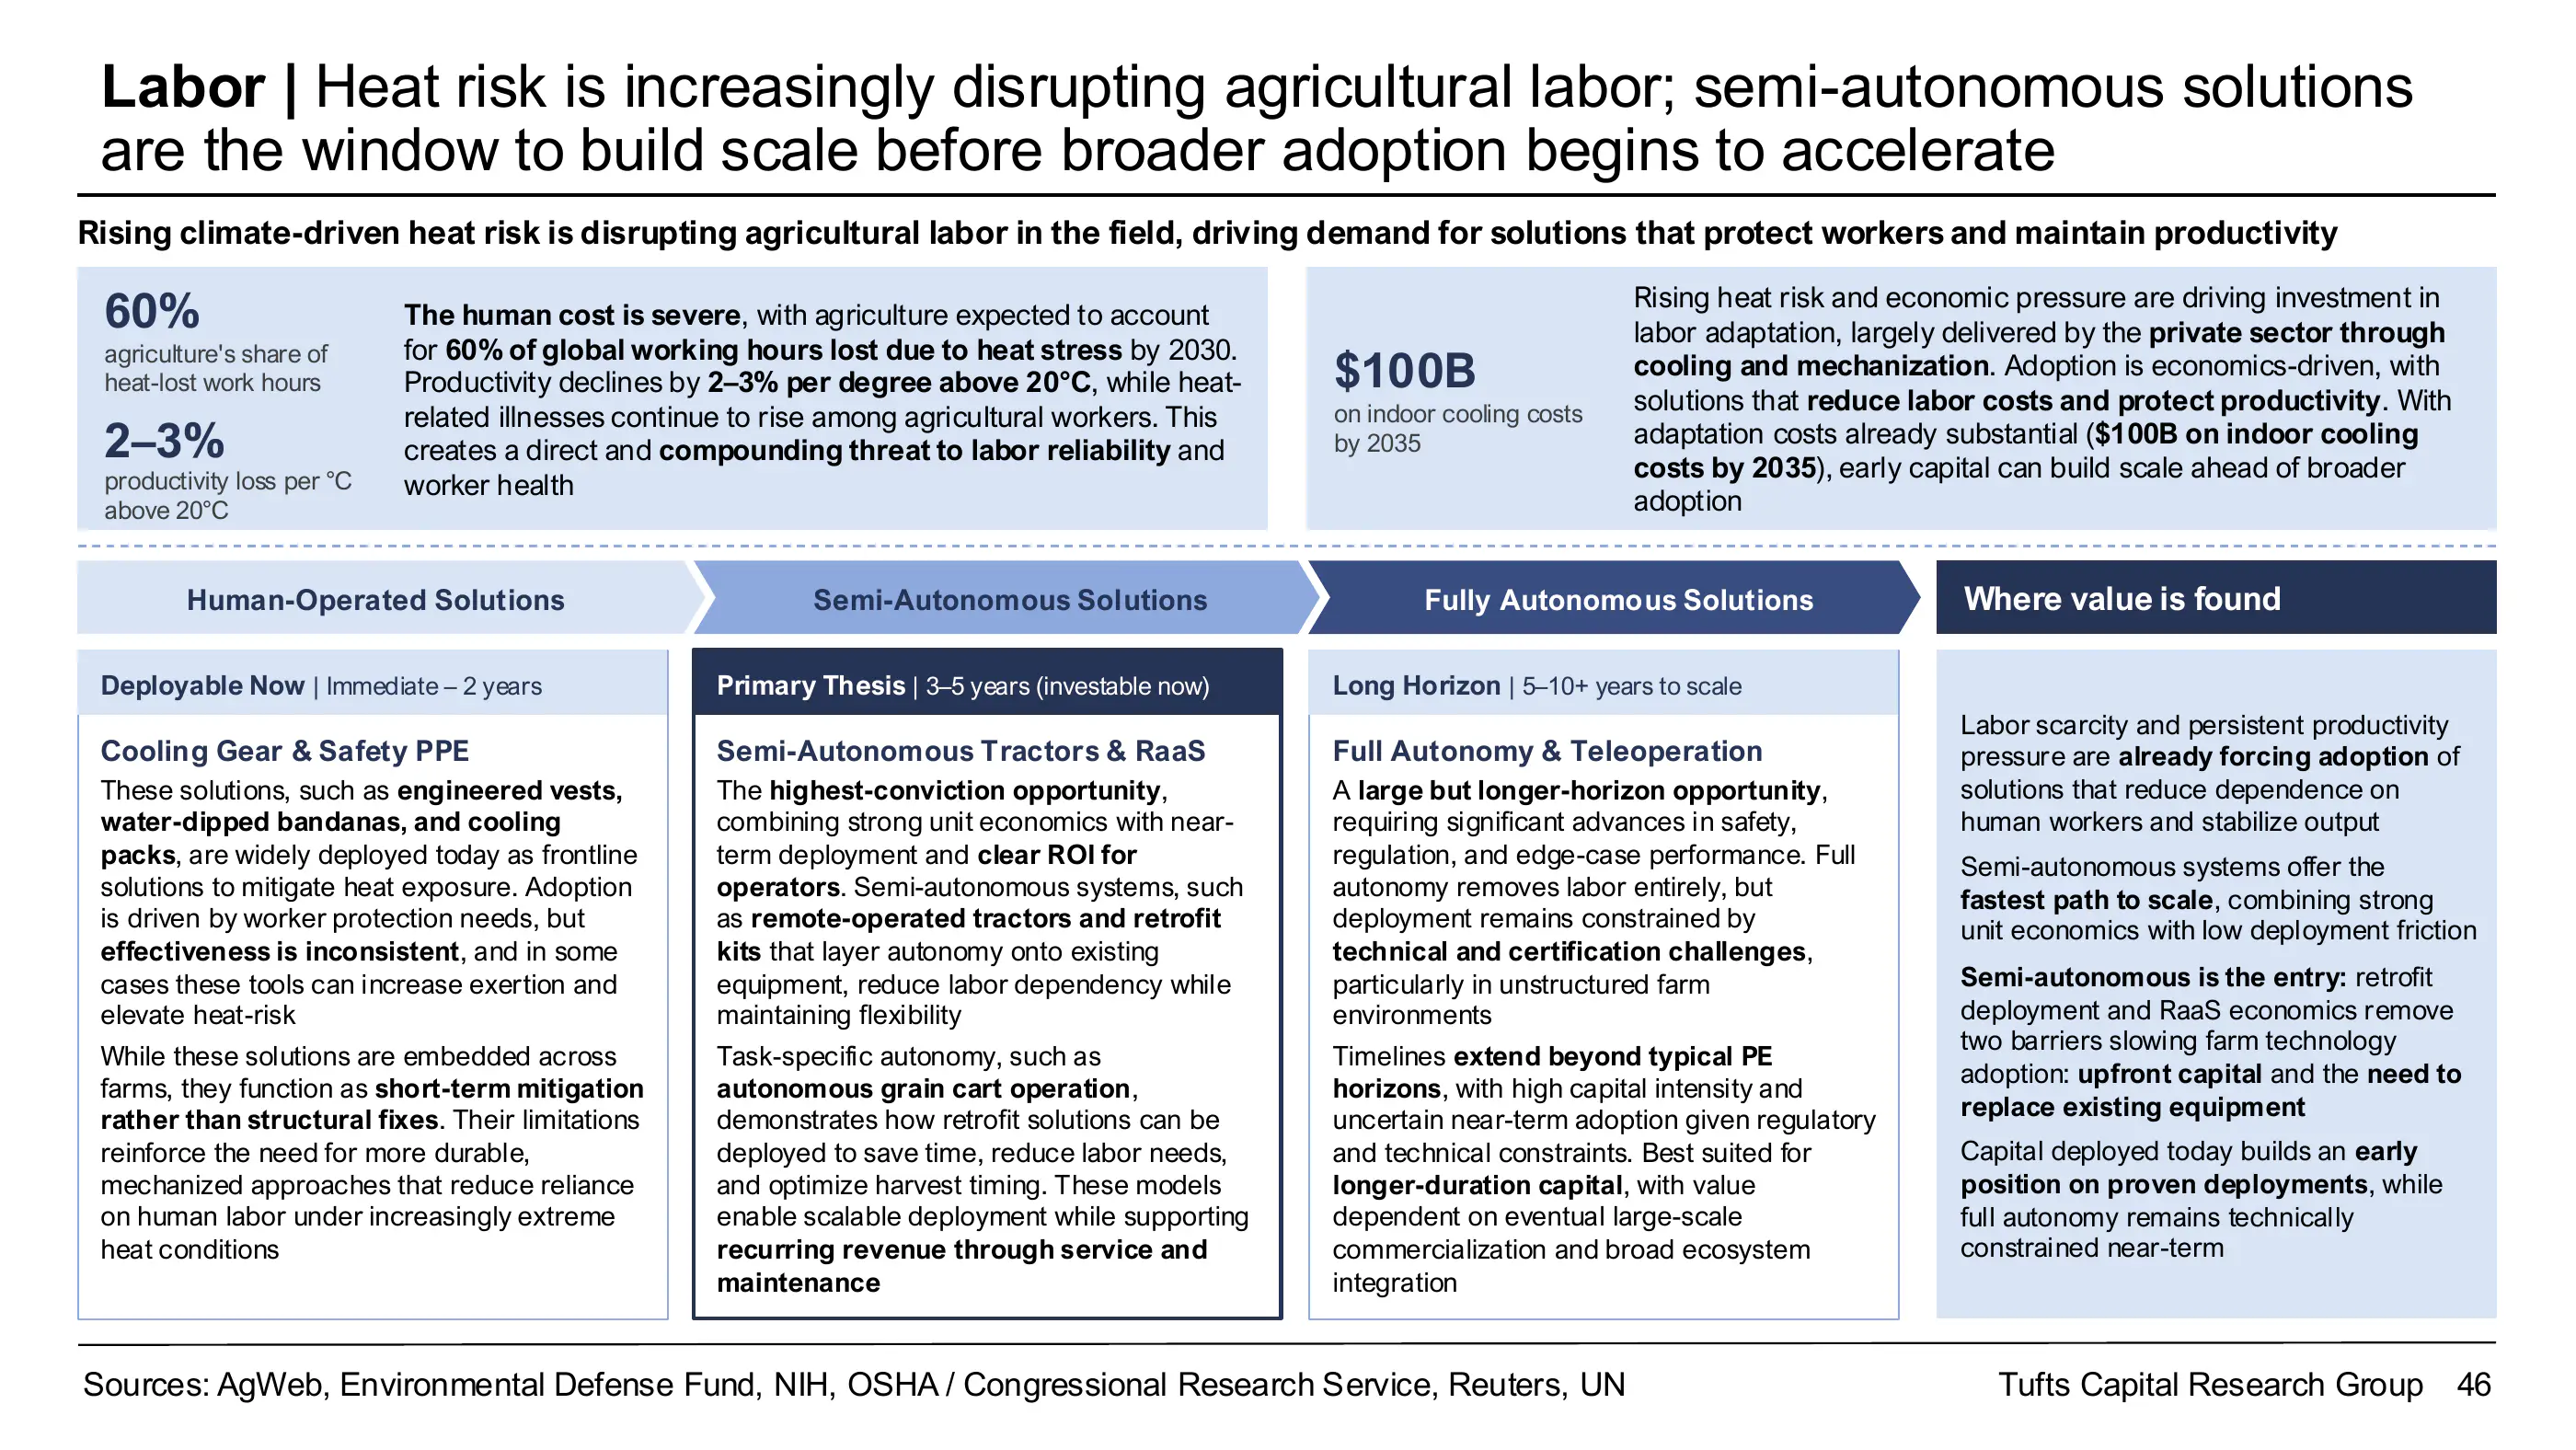 Labor | Heat risk is increasingly disrupting agricultural labor; semi-autonomous solutions
are the window to build scale before broader adoption begins to accelerate
Rising climate-driven heat risk is disrupting agricultural labor in the field, driving demand for solutions that protect workers and maintain productivity
60%
agriculture's share of
heat-lost work hours
2–3%
productivity loss per °C
above 20°C
The human cost is severe, with agriculture expected to account
for 60% of global working hours lost due to heat stress by 2030.
Productivity declines by 2–3% per degree above 20°C, while heat-
related illnesses continue to rise among agricultural workers. This
creates a direct and compounding threat to labor reliability and
worker health
$100B
on indoor cooling costs
by 2035
Rising heat risk and economic pressure are driving investment in
labor adaptation, largely delivered by the private sector through
cooling and mechanization. Adoption is economics-driven, with
solutions that reduce labor costs and protect productivity. With
adaptation costs already substantial ($100B on indoor cooling
costs by 2035), early capital can build scale ahead of broader
adoption
Human-Operated Solutions
Semi-Autonomous Solutions
Fully Autonomous Solutions
Where value is found
Deployable Now | Immediate – 2 years
Cooling Gear & Safety PPE
These solutions, such as engineered vests,
water-dipped bandanas, and cooling
packs, are widely deployed today as frontline
solutions to mitigate heat exposure. Adoption
is driven by worker protection needs, but
effectiveness is inconsistent, and in some
cases these tools can increase exertion and
elevate heat-risk
While these solutions are embedded across
farms, they function as short-term mitigation
rather than structural fixes. Their limitations
reinforce the need for more durable,
mechanized approaches that reduce reliance
on human labor under increasingly extreme
heat conditions
Primary Thesis | 3–5 years (investable now)
Semi-Autonomous Tractors & RaaS
The highest-conviction opportunity,
combining strong unit economics with near-
term deployment and clear ROI for
operators. Semi-autonomous systems, such
as remote-operated tractors and retrofit
kits that layer autonomy onto existing
equipment, reduce labor dependency while
maintaining flexibility
Task-specific autonomy, such as
autonomous grain cart operation,
demonstrates how retrofit solutions can be
deployed to save time, reduce labor needs,
and optimize harvest timing. These models
enable scalable deployment while supporting
recurring revenue through service and
maintenance
Long Horizon | 5–10+ years to scale
Full Autonomy & Teleoperation
A large but longer-horizon opportunity,
requiring significant advances in safety,
regulation, and edge-case performance. Full
autonomy removes labor entirely, but
deployment remains constrained by
technical and certification challenges,
particularly in unstructured farm
environments
Timelines extend beyond typical PE
horizons, with high capital intensity and
uncertain near-term adoption given regulatory
and technical constraints. Best suited for
longer-duration capital, with value
dependent on eventual large-scale
commercialization and broad ecosystem
integration
Labor scarcity and persistent productivity
pressure are already forcing adoption of
solutions that reduce dependence on
human workers and stabilize output
Semi-autonomous systems offer the
fastest path to scale, combining strong
unit economics with low deployment friction
Semi-autonomous is the entry: retrofit
deployment and RaaS economics remove
two barriers slowing farm technology
adoption: upfront capital and the need to
replace existing equipment
Capital deployed today builds an early
position on proven deployments, while
full autonomy remains technically
constrained near-term
Sources: AgWeb, Environmental Defense Fund, NIH, OSHA / Congressional Research Service, Reuters, UN
Tufts Capital Research Group 46